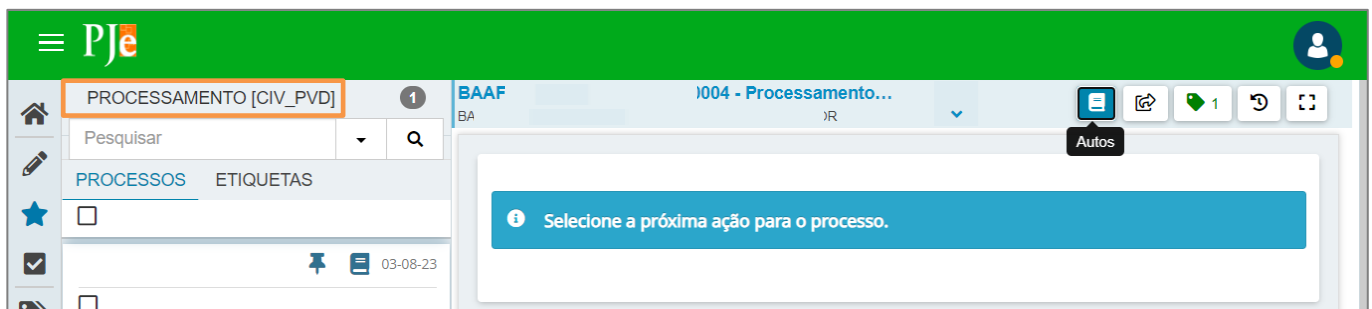 PJe
PROCESSAMENTO [CIV_PVD] 1
BAAF 0004 - Processamento...
BA OR
1
Autos
Pesquisar
PROCESSOS ETIQUETAS
Selecione a próxima ação para o processo.
03-08-23